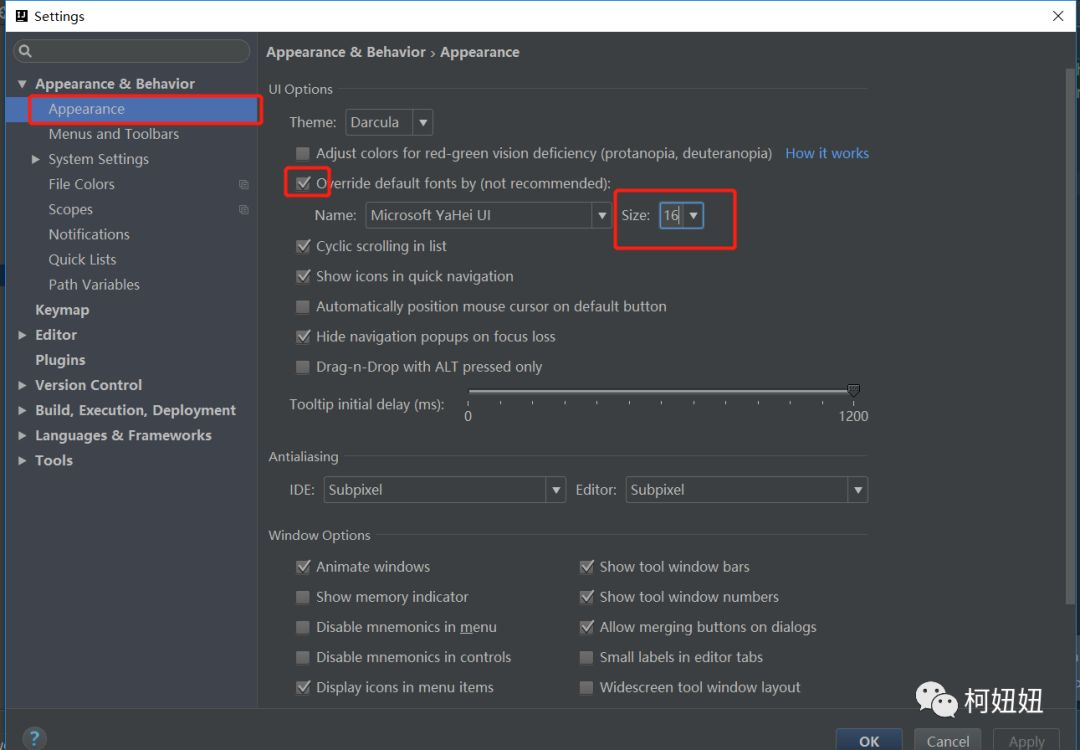 Settings
Appearance & Behavior › Appearance
Appearance & Behavior
Appearance
Menus and Toolbars
System Settings
File Colors
Scopes
Notifications
Quick Lists
Path Variables
Keymap
Editor
Plugins
Version Control
Build, Execution, Deployment
Languages & Frameworks
Tools
UI Options
Theme: Darcula
Adjust colors for red-green vision deficiency (protanopia, deuteranopia) How it works
Override default fonts by (not recommended):
Name: Microsoft YaHei UI Size: 16
Cyclic scrolling in list
Show icons in quick navigation
Automatically position mouse cursor on default button
Hide navigation popups on focus loss
Drag-n-Drop with ALT pressed only
Tooltip initial delay (ms):
0 1200
Antialiasing
IDE: Subpixel Editor: Subpixel
Window Options
Animate windows Show tool window bars
Show memory indicator Show tool window numbers
Disable mnemonics in menu Allow merging buttons on dialogs
Disable mnemonics in controls Small labels in editor tabs
Display icons in menu items Widescreen tool window layout
柯妞妞
? OK Cancel Apply